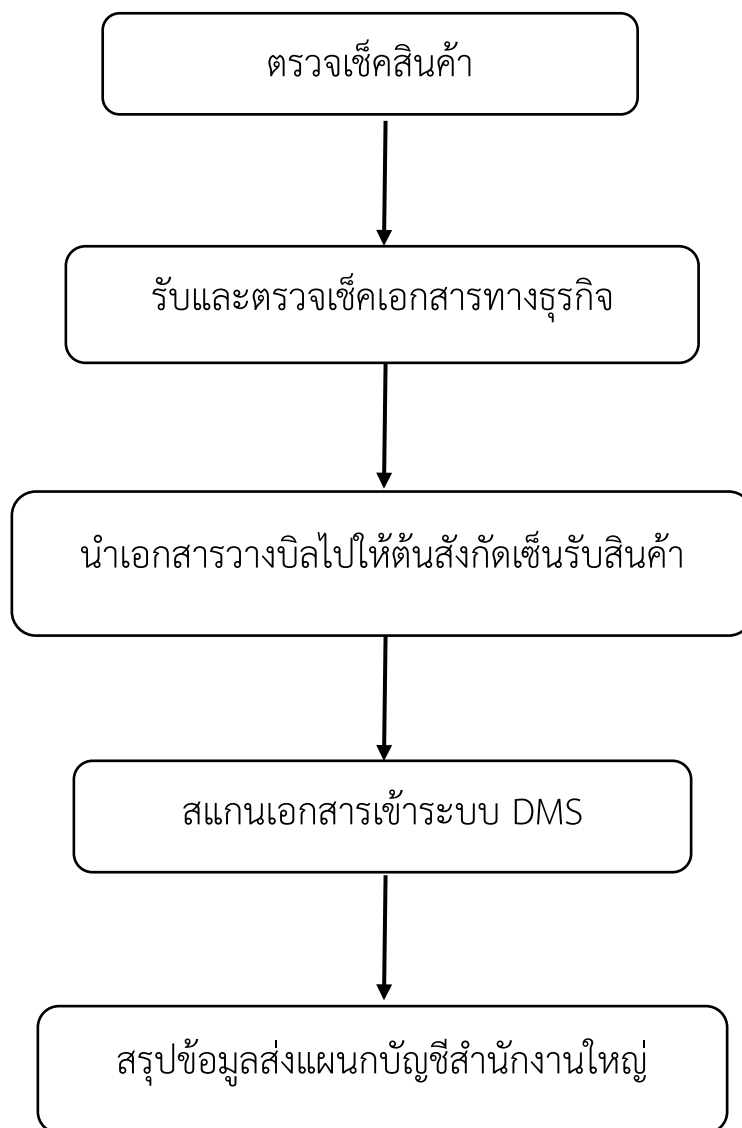 ตรวจเช็คสินค้า
รับและตรวจเช็คเอกสารทางธุรกิจ
นำเอกสารวางบิลไปให้ต้นสังกัดเซ็นรับสินค้า
สแกนเอกสารเข้าระบบ DMS
สรุปข้อมูลส่งแผนกบัญชีสำนักงานใหญ่